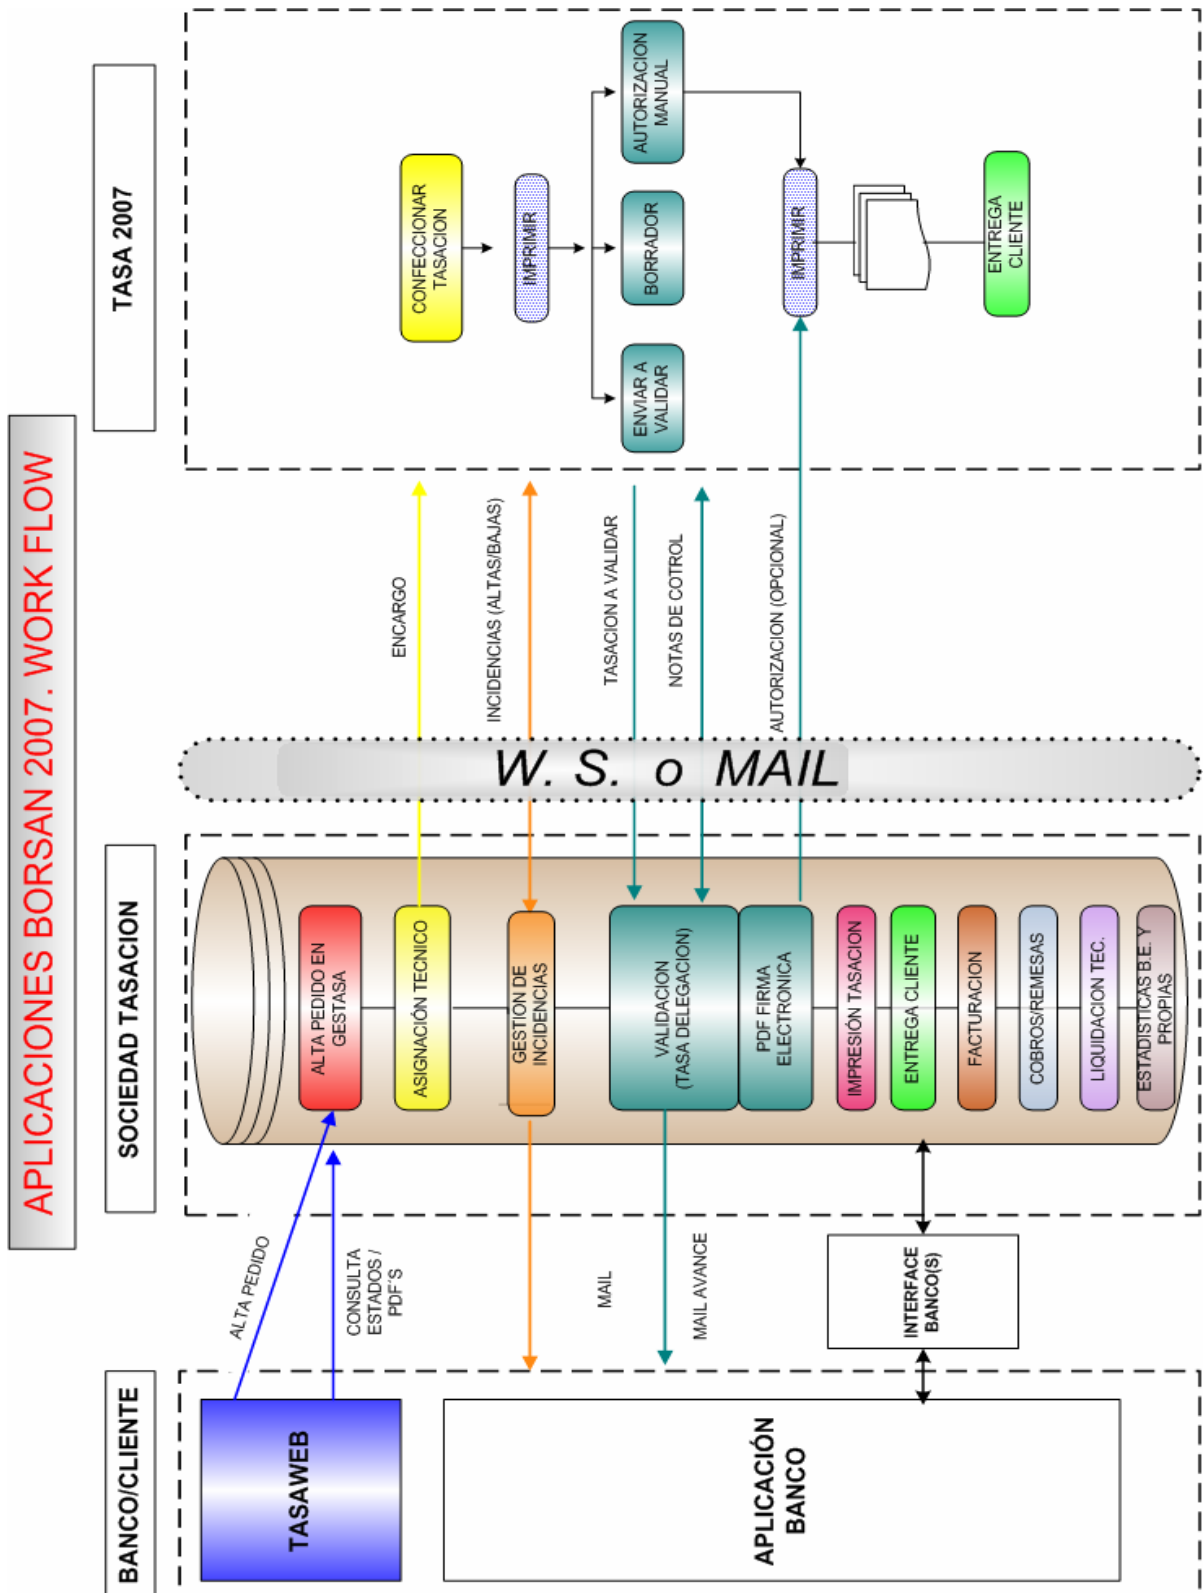 APLICACIONES BORSAN 2007. WORK FLOW
BANCO/CLIENTE
SOCIEDAD TASACION
TASA 2007
TASAWEB
APLICACIÓN
BANCO
ALTA PEDIDO
CONSULTA
ESTADOS /
PDF´S
MAIL
MAIL AVANCE
INTERFACE
BANCO(S)
ALTA PEDIDO EN
GESTASA
ASIGNACIÓN TECNICO
GESTIÓN DE
INCIDENCIAS
VALIDACION
(TASA DELEGACION)
PDF FIRMA
ELECTRONICA
IMPRESIÓN TASACION
ENTREGA CLIENTE
FACTURACION
COBROS/REMESAS
LIQUIDACION TEC.
ESTADISTICAS B.E. Y
PROPIAS
W. S. o MAIL
ENCARGO
INCIDENCIAS (ALTAS/BAJAS)
TASACION A VALIDAR
NOTAS DE COTROL
AUTORIZACION (OPCIONAL)
CONFECCIONAR
TASACION
IMPRIMIR
ENVIAR A
VALIDAR
BORRADOR
AUTORIZACION
MANUAL
IMPRIMIR
ENTREGA
CLIENTE